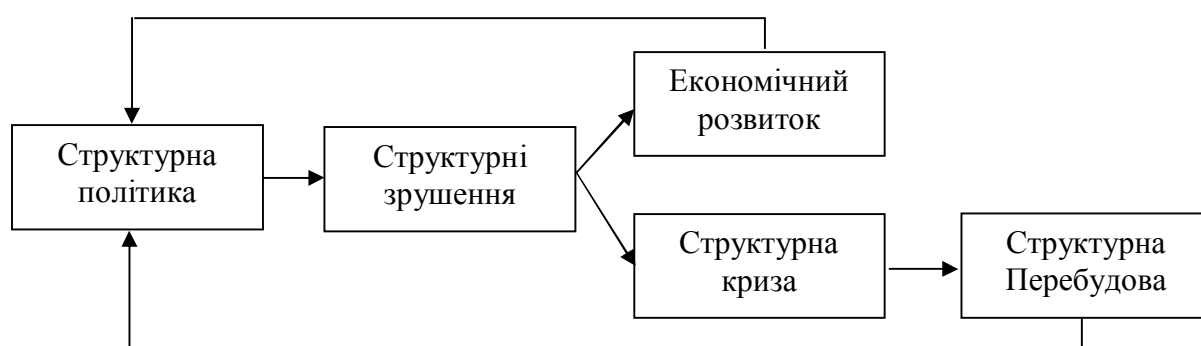 Економічний
розвиток
Структурна
політика
Структурні
зрушення
Структурна
криза
Структурна
Перебудова